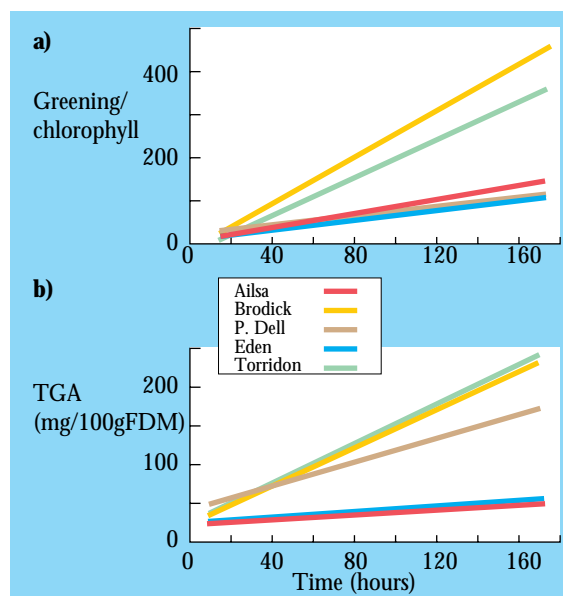 a)
400
Greening/
chlorophyll
200
0
0 40 80 120 160
b)
Ailsa
Brodick
P. Dell
Eden
Torridon
200
TGA
(mg/100gFDM)
100
0
0 40 80 120 160
Time (hours)